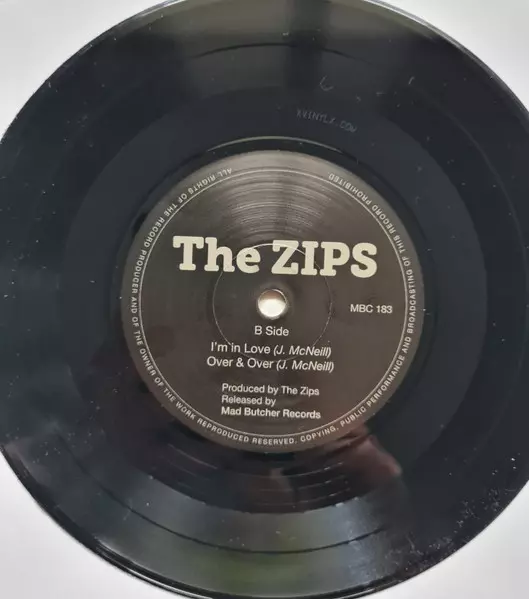 The ZIPS
MBC 183
B Side
I'm in Love (J. McNeill)
Over & Over (J. McNeill)
Produced by The Zips
Released by
Mad Butcher Records
ALL RIGHTS OF THE RECORD PRODUCER AND OF THE OWNER OF THE WORK REPRODUCED RESERVED. COPYING, PUBLIC PERFORMANCE AND BROADCASTING OF THIS RECORD PROHIBITED